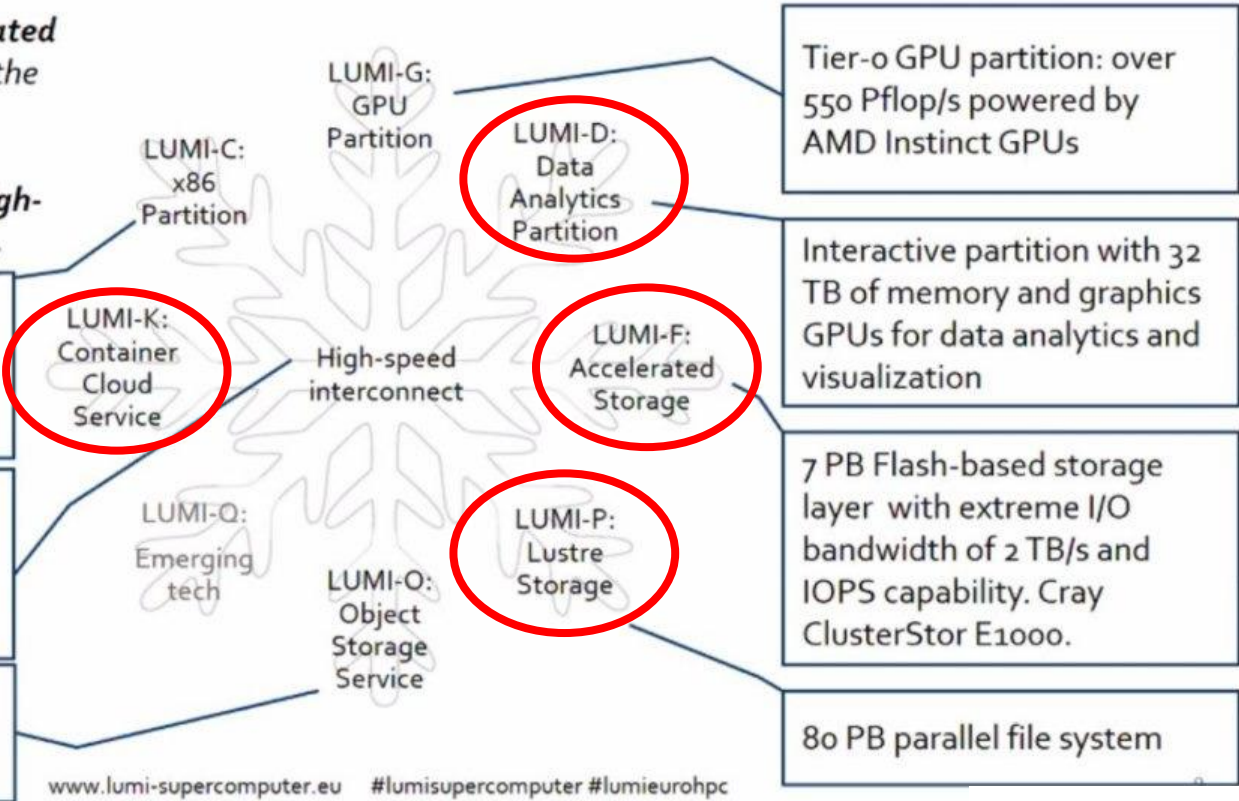 LUMI-G:
GPU
Partition
LUMI-C:
x86
Partition
LUMI-D:
Data
Analytics
Partition
LUMI-K:
Container
Cloud
Service
High-speed
interconnect
LUMI-F:
Accelerated
Storage
LUMI-Q:
Emerging
tech
LUMI-O:
Object
Storage
Service
LUMI-P:
Lustre
Storage
Tier-0 GPU partition: over
550 Pflop/s powered by
AMD Instinct GPUs
Interactive partition with 32
TB of memory and graphics
GPUs for data analytics and
visualization
7 PB Flash-based storage
layer with extreme I/O
bandwidth of 2 TB/s and
IOPS capability. Cray
ClusterStor E1000.
80 PB parallel file system
the
www.lumi-supercomputer.eu #lumisupercomputer #lumieurohpc